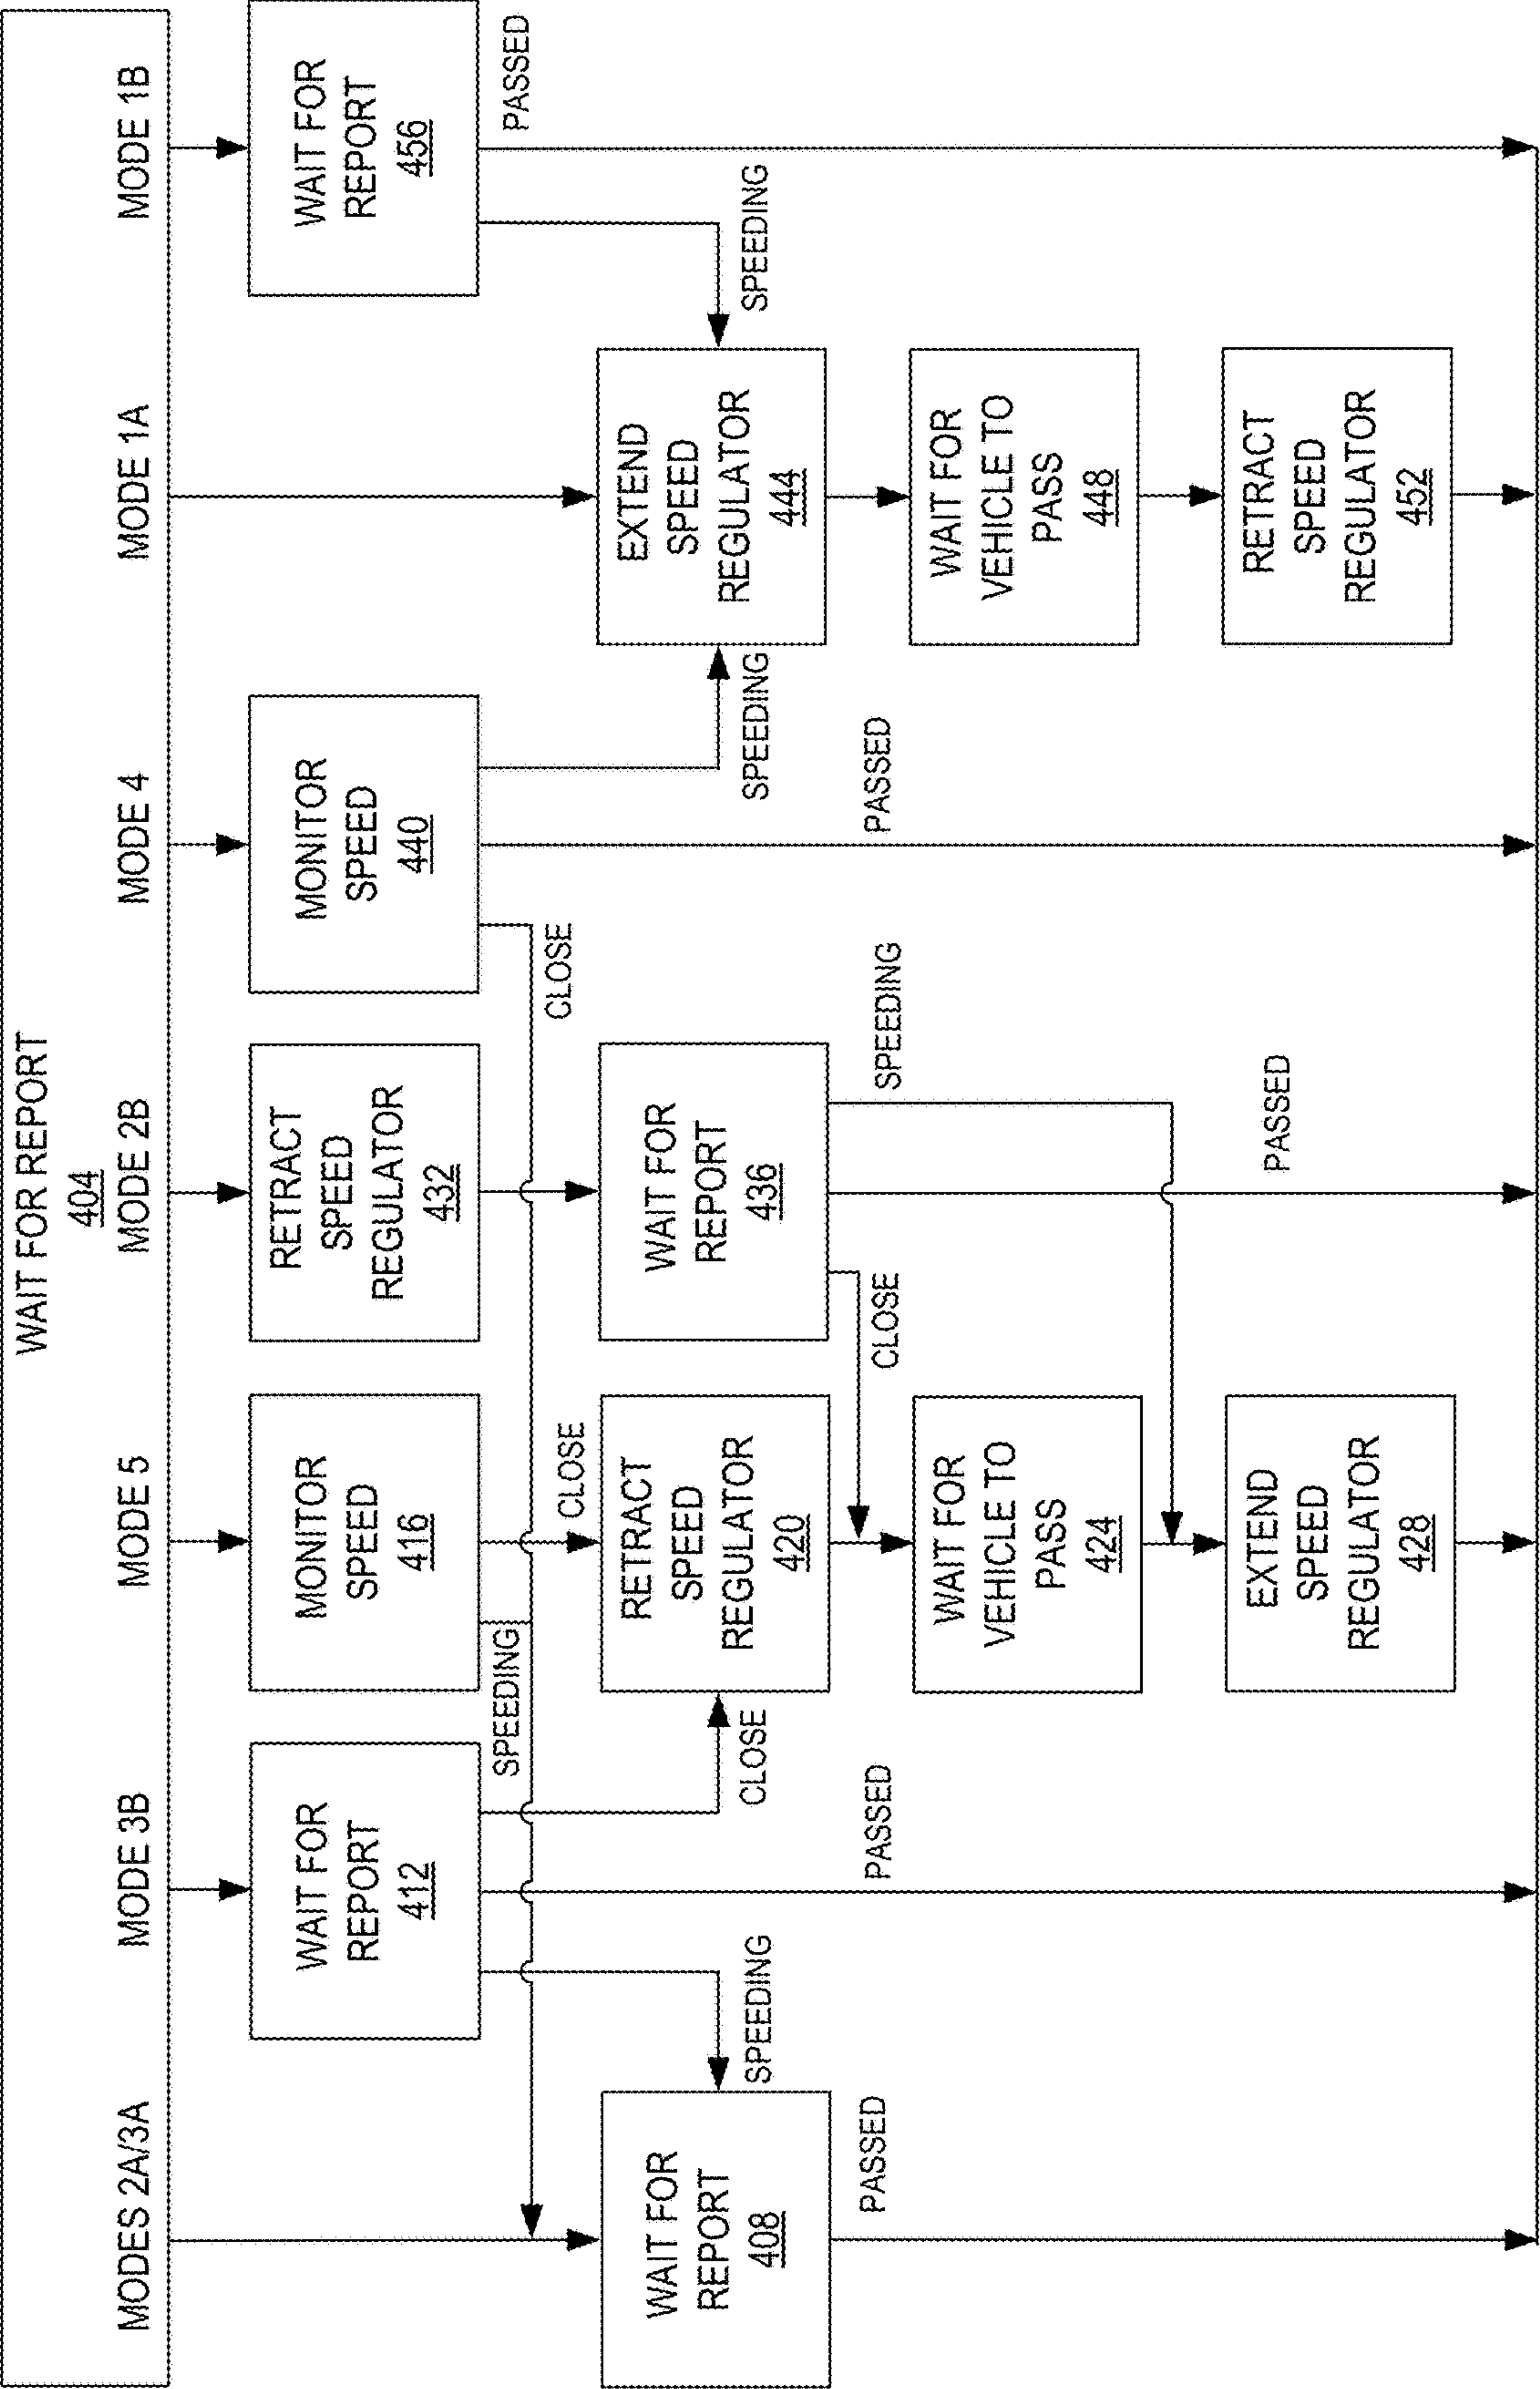 WAIT FOR REPORT
404
MODES 2A/3A
MODE 3B
MODE 5
MODE 2B
MODE 4
MODE 1A
MODE 1B
WAIT FOR
REPORT
412
MONITOR
SPEED
416
RETRACT
SPEED
REGULATOR
432
MONITOR
SPEED
440
WAIT FOR
REPORT
456
SPEEDING
CLOSE
CLOSE
PASSED
WAIT FOR
REPORT
408
SPEEDING
CLOSE
RETRACT
SPEED
REGULATOR
420
WAIT FOR
REPORT
436
SPEEDING
EXTEND
SPEED
REGULATOR
444
SPEEDING
PASSED
PASSED
CLOSE
SPEEDING
PASSED
WAIT FOR
VEHICLE TO
PASS
424
WAIT FOR
VEHICLE TO
PASS
448
PASSED
EXTEND
SPEED
REGULATOR
428
RETRACT
SPEED
REGULATOR
452